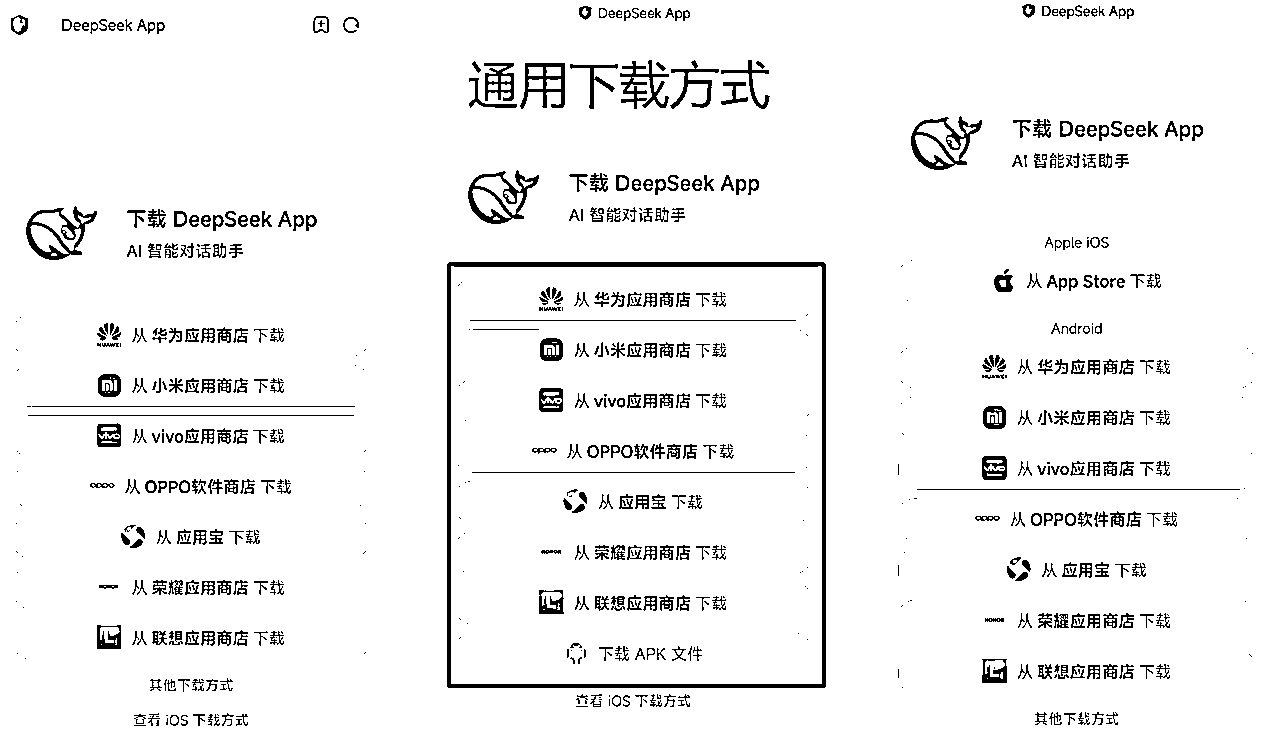 DeepSeek App
下载 DeepSeek App
AI 智能对话助手
HUAWEI 从 华为应用商店 下载
从 小米应用商店 下载
vivo 从 vivo应用商店 下载
oppo 从 OPPO软件商店 下载
从 应用宝 下载
从 荣耀应用商店 下载
从 联想应用商店 下载
其他下载方式
查看 iOS 下载方式
DeepSeek App
通用下载方式
下载 DeepSeek App
AI 智能对话助手
HUAWEI 从 华为应用商店 下载
从 小米应用商店 下载
vivo 从 vivo应用商店 下载
oppo 从 OPPO软件商店 下载
从 应用宝 下载
HONOR 从 荣耀应用商店 下载
从 联想应用商店 下载
下载 APK 文件
查看 iOS 下载方式
DeepSeek App
下载 DeepSeek App
AI 智能对话助手
Apple iOS
从 App Store 下载
Android
HUAWEI 从 华为应用商店 下载
从 小米应用商店 下载
vivo 从 vivo应用商店 下载
oppo 从 OPPO软件商店 下载
从 应用宝 下载
HONOR 从 荣耀应用商店 下载
从 联想应用商店 下载
其他下载方式